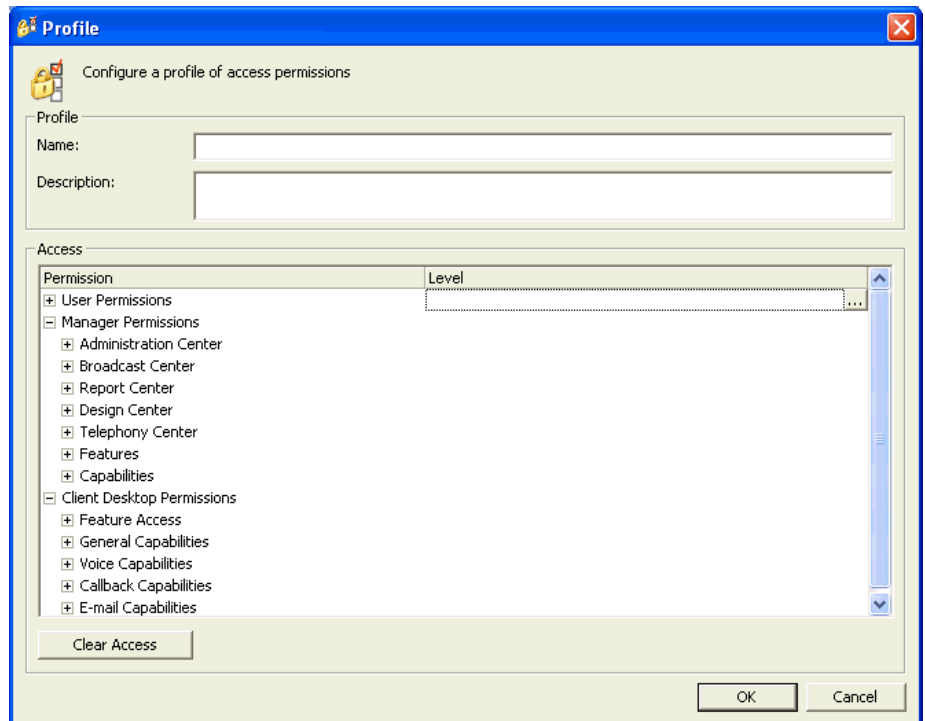 Profile
Configure a profile of access permissions
Profile
Name:
Description:
Access
Permission Level
User Permissions ...
Manager Permissions
Administration Center
Broadcast Center
Report Center
Design Center
Telephony Center
Features
Capabilities
Client Desktop Permissions
Feature Access
General Capabilities
Voice Capabilities
Callback Capabilities
E-mail Capabilities
Clear Access
OK Cancel